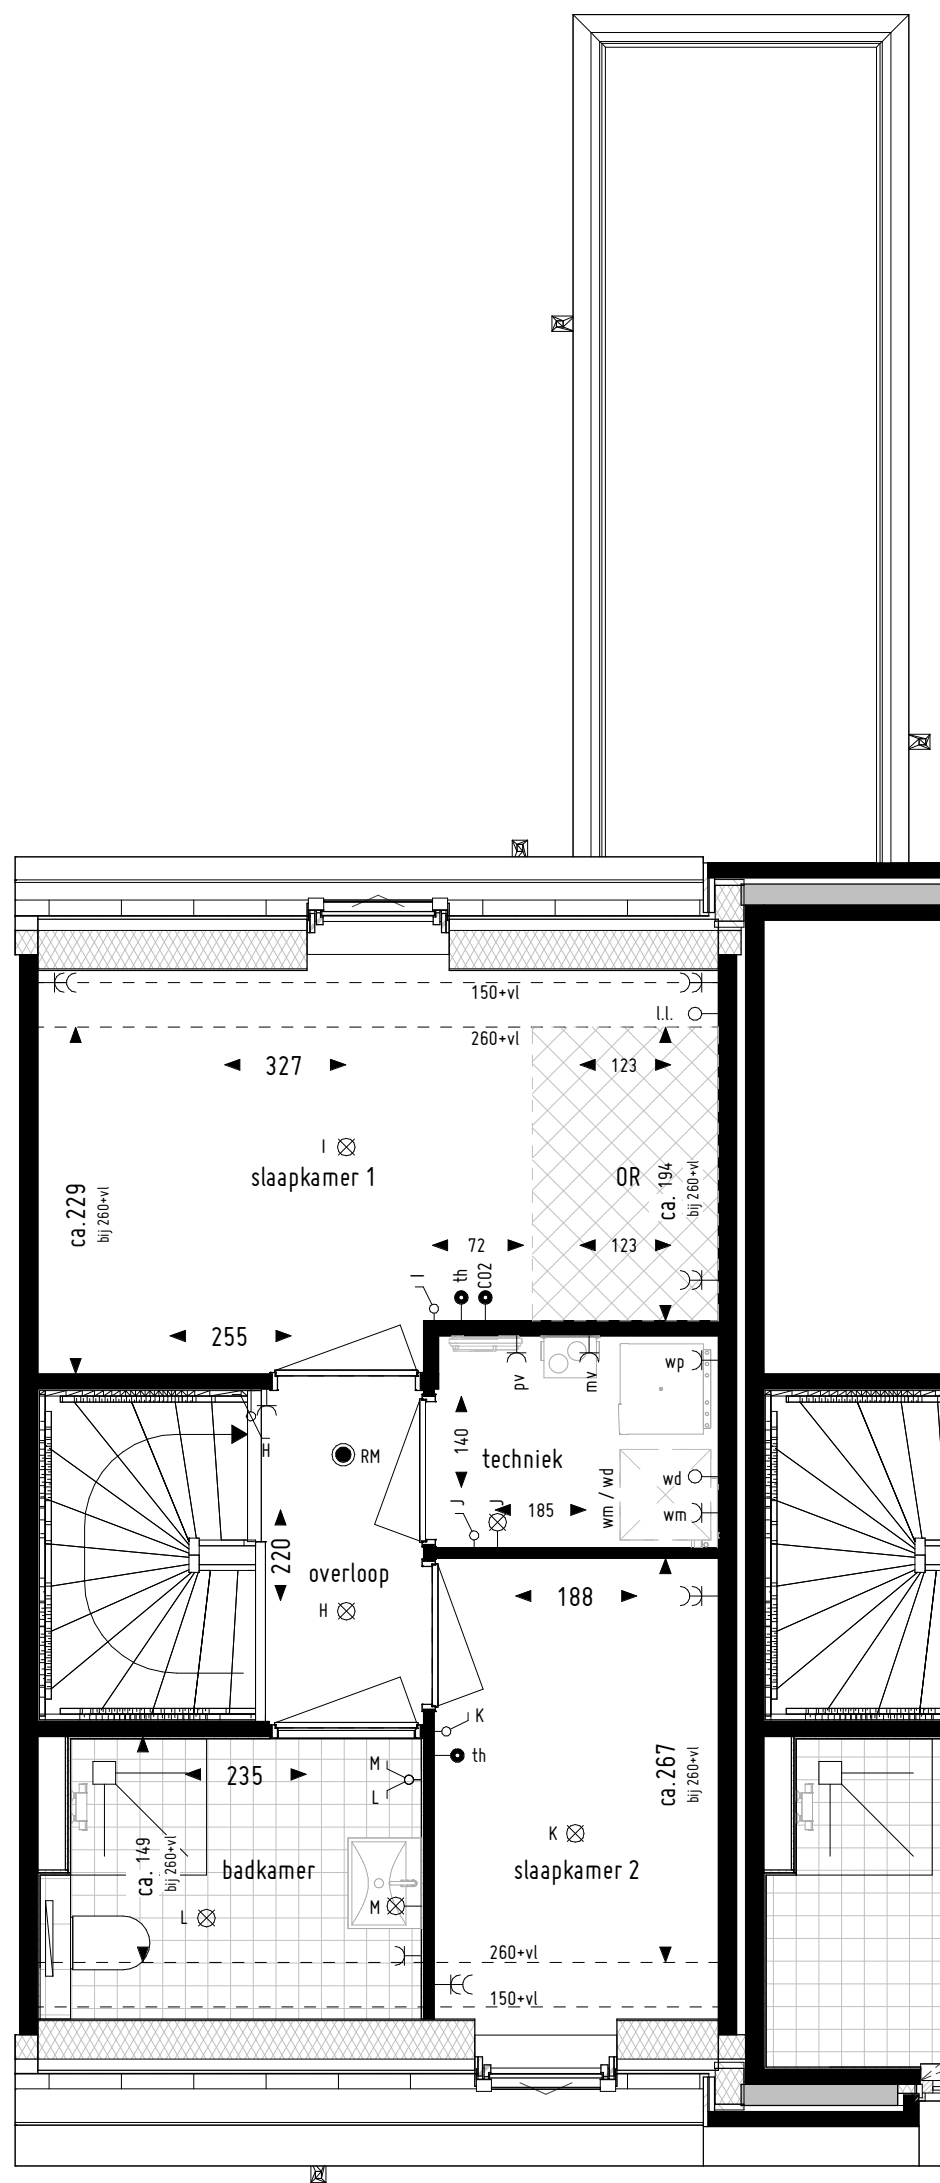 150+vl
l.l.
260+vl
327
123
I
slaapkamer 1
OR
ca. 194
bij 260+vl
ca.229
bij 260+vl
72
123
I
th
CO2
255
pv
mv
wp
H
RM
140
techniek
wm / wd
wd
J
J
185
wm
220
overloop
188
H
K
th
M
L
235
ca.267
bij 260+vl
K
ca. 149
bij 260+vl
badkamer
slaapkamer 2
M
L
260+vl
150+vl